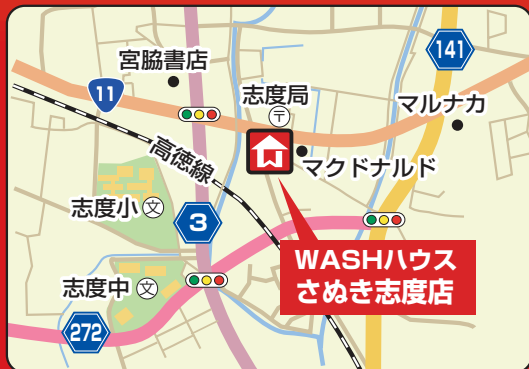 宮脇書店
141
11
志度局
〒
マルナカ
マクドナルド
高徳線
志度小
文
3
WASHハウス
さぬき志度店
志度中
文
272